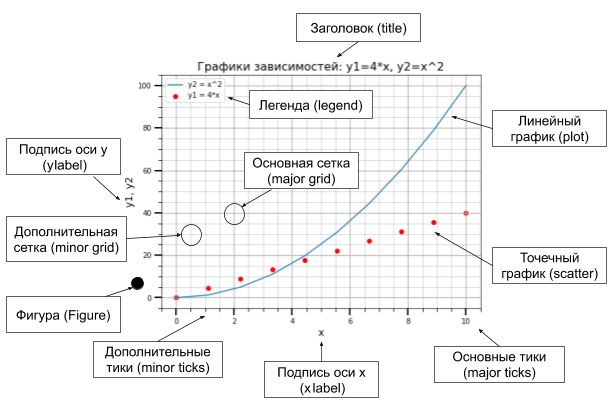 Заголовок (title)
Графики зависимостей: y1=4*x, y2=x^2
y2 = x^2
y1 = 4*x
Легенда (legend)
Линейный
график (plot)
Подпись оси y
(ylabel)
Основная сетка
(major grid)
y1, y2
Дополнительная
сетка (minor grid)
Точечный
график (scatter)
Фигура (Figure)
100
80
60
40
20
0
0
2
4
6
8
10
x
Дополнительные
тики (minor ticks)
Подпись оси x
(xlabel)
Основные тики
(major ticks)